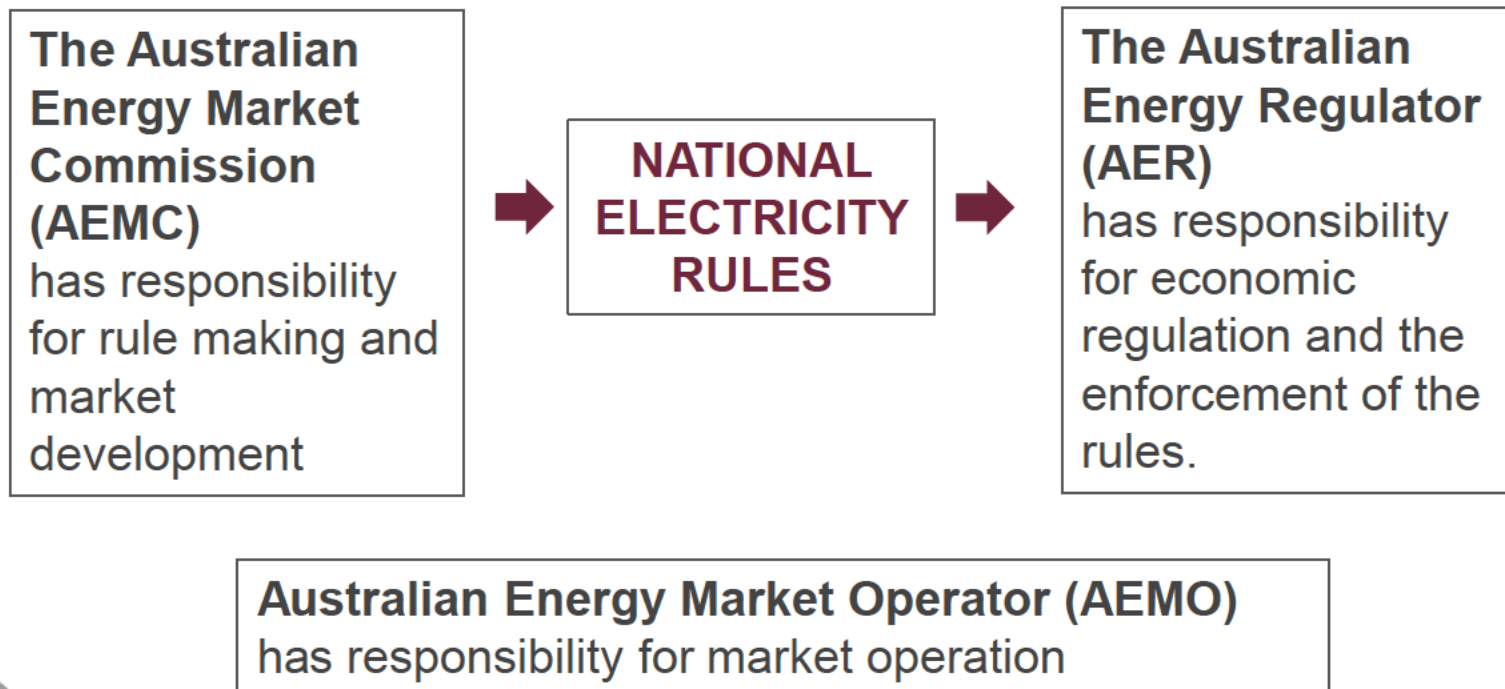 The Australian
Energy Market
Commission
(AEMC)
has responsibility
for rule making and
market
development
NATIONAL
ELECTRICITY
RULES
The Australian
Energy Regulator
(AER)
has responsibility
for economic
regulation and the
enforcement of the
rules.
Australian Energy Market Operator (AEMO)
has responsibility for market operation